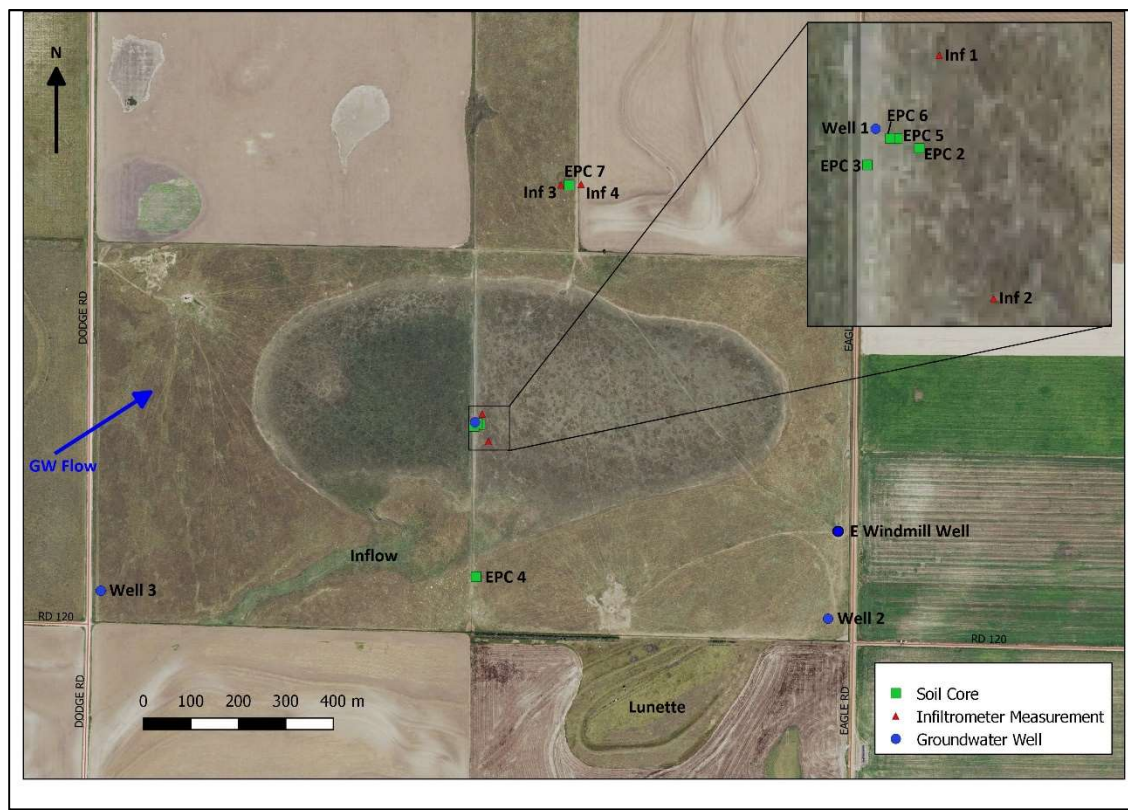 N
Inf 1
EPC 6
Well 1
EPC 5
EPC 2
EPC 3
Inf 2
EPC 7
Inf 3
Inf 4
DODGE RD
GW Flow
E Windmill Well
Inflow
EPC 4
Well 3
Well 2
RD 120
RD 120
0 100 200 300 400 m
DODGE RD
Lunette
EAGLE RD
Soil Core
Infiltrometer Measurement
Groundwater Well